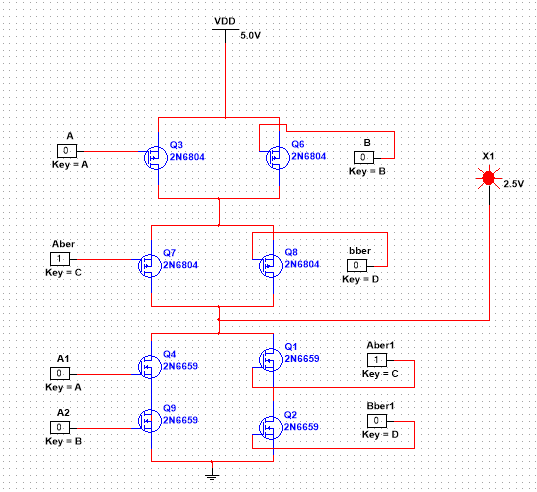 VDD
5.0V
A
0
Key = A
Q3
2N6804
Q6
2N6804
B
0
Key = B
X1
2.5V
Aber
1
Key = C
Q7
2N6804
Q8
2N6804
bber
0
Key = D
A1
0
Key = A
Q4
2N6659
Q1
2N6659
Aber1
1
Key = C
A2
0
Key = B
Q9
2N6659
Q2
2N6659
Bber1
0
Key = D